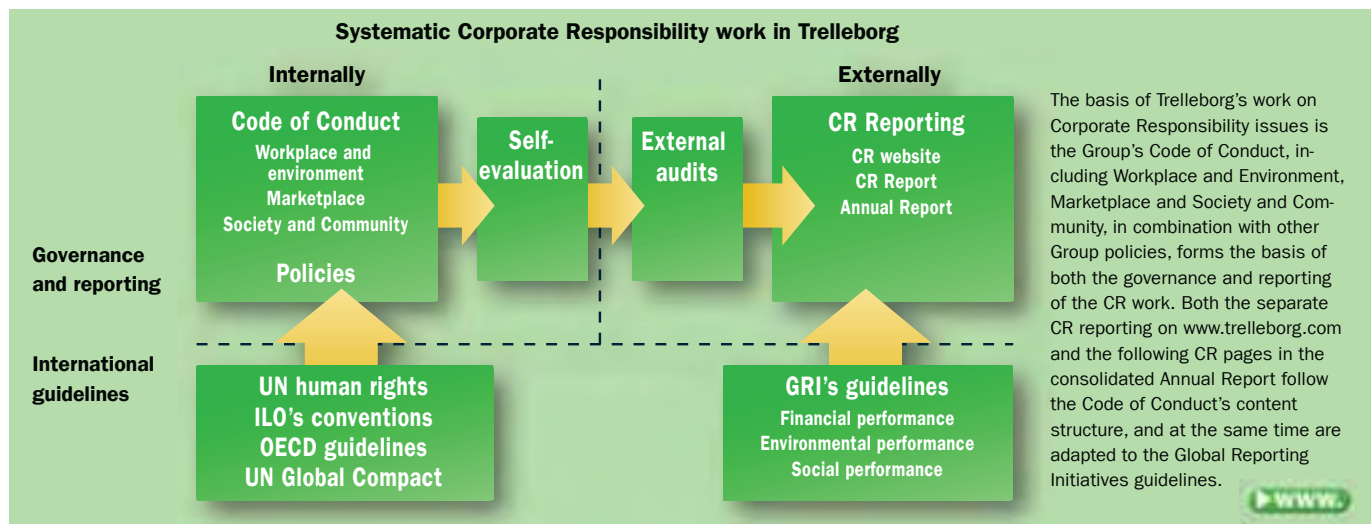 Systematic Corporate Responsibility work in Trelleborg
Internally
Externally
Code of Conduct
Workplace and
environment
Marketplace
Society and Community
Policies
Self-
evaluation
External
audits
CR Reporting
CR website
CR Report
Annual Report
Governance
and reporting
International
guidelines
UN human rights
ILO's conventions
OECD guidelines
UN Global Compact
GRI's guidelines
Financial performance
Environmental performance
Social performance
The basis of Trelleborg's work on
Corporate Responsibility issues is
the Group's Code of Conduct, in-
cluding Workplace and Environment,
Marketplace and Society and Com-
munity, in combination with other
Group policies, forms the basis of
both the governance and reporting
of the CR work. Both the separate
CR reporting on www.trelleborg.com
and the following CR pages in the
consolidated Annual Report follow
the Code of Conduct's content
structure, and at the same time are
adapted to the Global Reporting
Initiatives guidelines.
www.